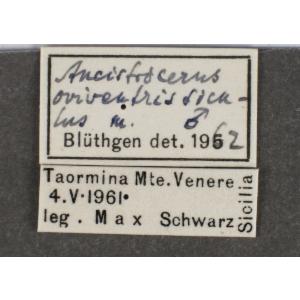 Ancistrocerus
oviventris sicu-
lus m. ♂
Blüthgen det. 1962
Taormina Mte. Venere
4.V.1961.
leg. Max Schwarz
Sicilia